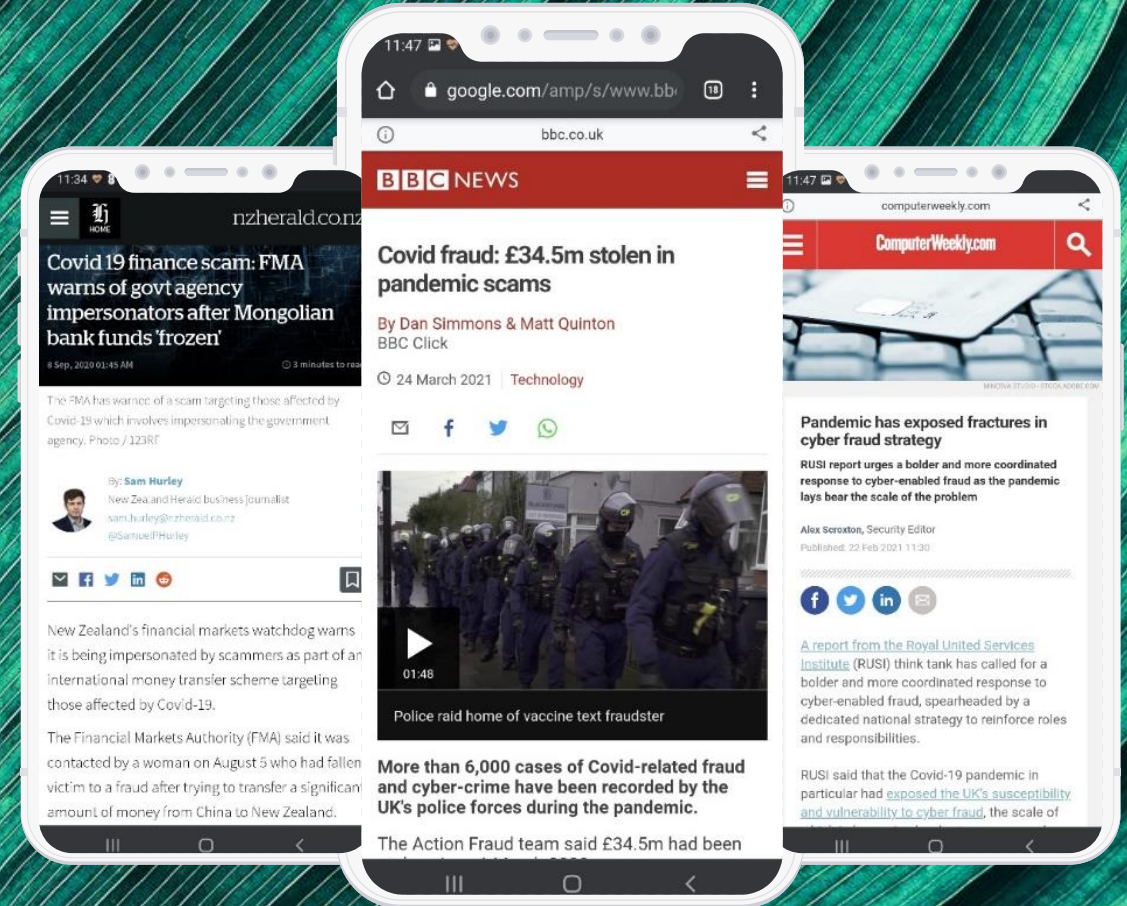 11:34
HOME
nzherald.co.nz
Covid 19 finance scam: FMA
warns of govt agency
impersonators after Mongolian
bank funds 'frozen'
8 Sep, 2020 01:45 AM
3 minutes to rea
The FMA has warned of a scam targeting those affected by
Covid-19 which involves impersonating the government
agency. Photo / 123RF
By: Sam Hurley
New Zealand Herald business journalist
sam.hurley@nzherald.co.nz
@SamuelPHurley
New Zealand's financial markets watchdog warns
it is being impersonated by scammers as part of an
international money transfer scheme targeting
those affected by Covid-19.
The Financial Markets Authority (FMA) said it was
contacted by a woman on August 5 who had fallen
victim to a fraud after trying to transfer a significant
amount of money from China to New Zealand.
11:47
google.com/amp/s/www.bb
18
bbc.co.uk
BBC NEWS
Covid fraud: £34.5m stolen in
pandemic scams
By Dan Simmons & Matt Quinton
BBC Click
24 March 2021 Technology
01:48
Police raid home of vaccine text fraudster
More than 6,000 cases of Covid-related fraud
and cyber-crime have been recorded by the
UK's police forces during the pandemic.
The Action Fraud team said £34.5m had been
11:47
computerweekly.com
ComputerWeekly.com
MINERVA STUDIO - STOCK.ADOBE.COM
Pandemic has exposed fractures in
cyber fraud strategy
RUSI report urges a bolder and more coordinated
response to cyber-enabled fraud as the pandemic
lays bear the scale of the problem
Alex Scroxton, Security Editor
Published: 22 Feb 2021 11:30
A report from the Royal United Services
Institute (RUSI) think tank has called for a
bolder and more coordinated response to
cyber-enabled fraud, spearheaded by a
dedicated national strategy to reinforce roles
and responsibilities.
RUSI said that the Covid-19 pandemic in
particular had exposed the UK's susceptibility
and vulnerability to cyber fraud, the scale of